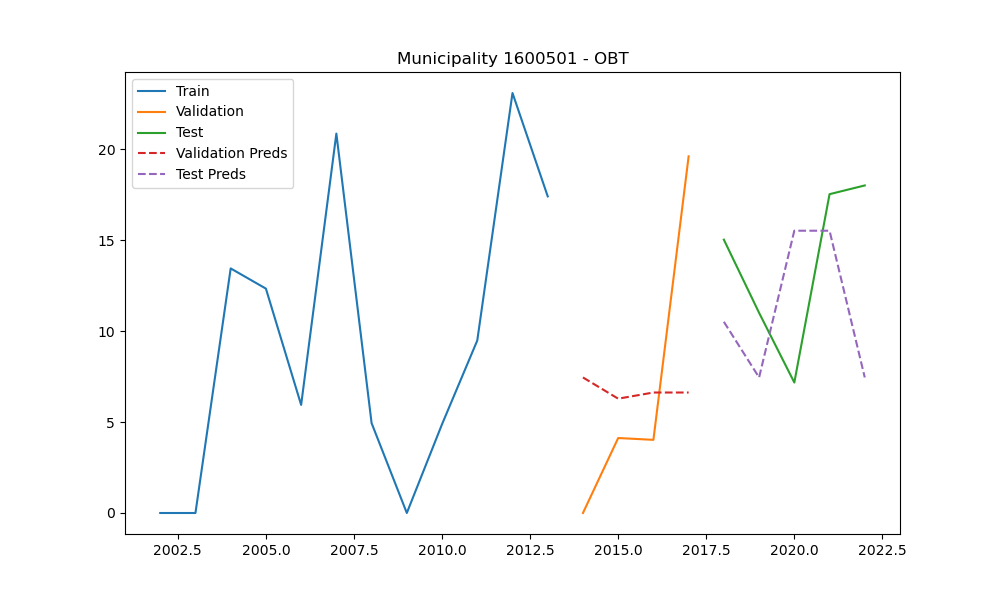 Municipality 1600501 - OBT
Train
Validation
Test
Validation Preds
Test Preds
20
15
10
5
0
2002.5 2005.0 2007.5 2010.0 2012.5 2015.0 2017.5 2020.0 2022.5